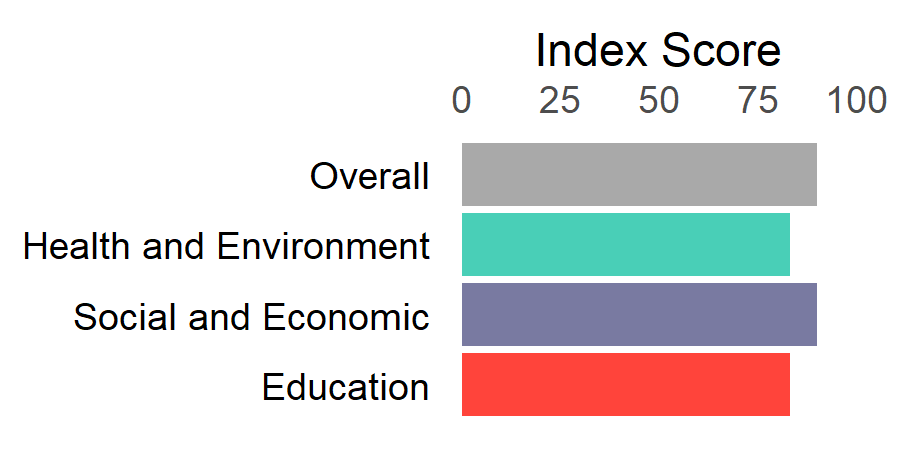 Index Score
0 25 50 75 100
Overall
Health and Environment
Social and Economic
Education